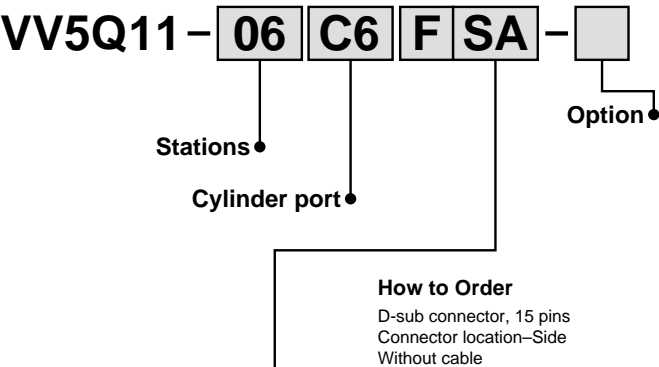 VV5Q11 – 06 C6 F SA –
Option
Stations
Cylinder port
How to Order
D-sub connector, 15 pins
Connector location–Side
Without cable